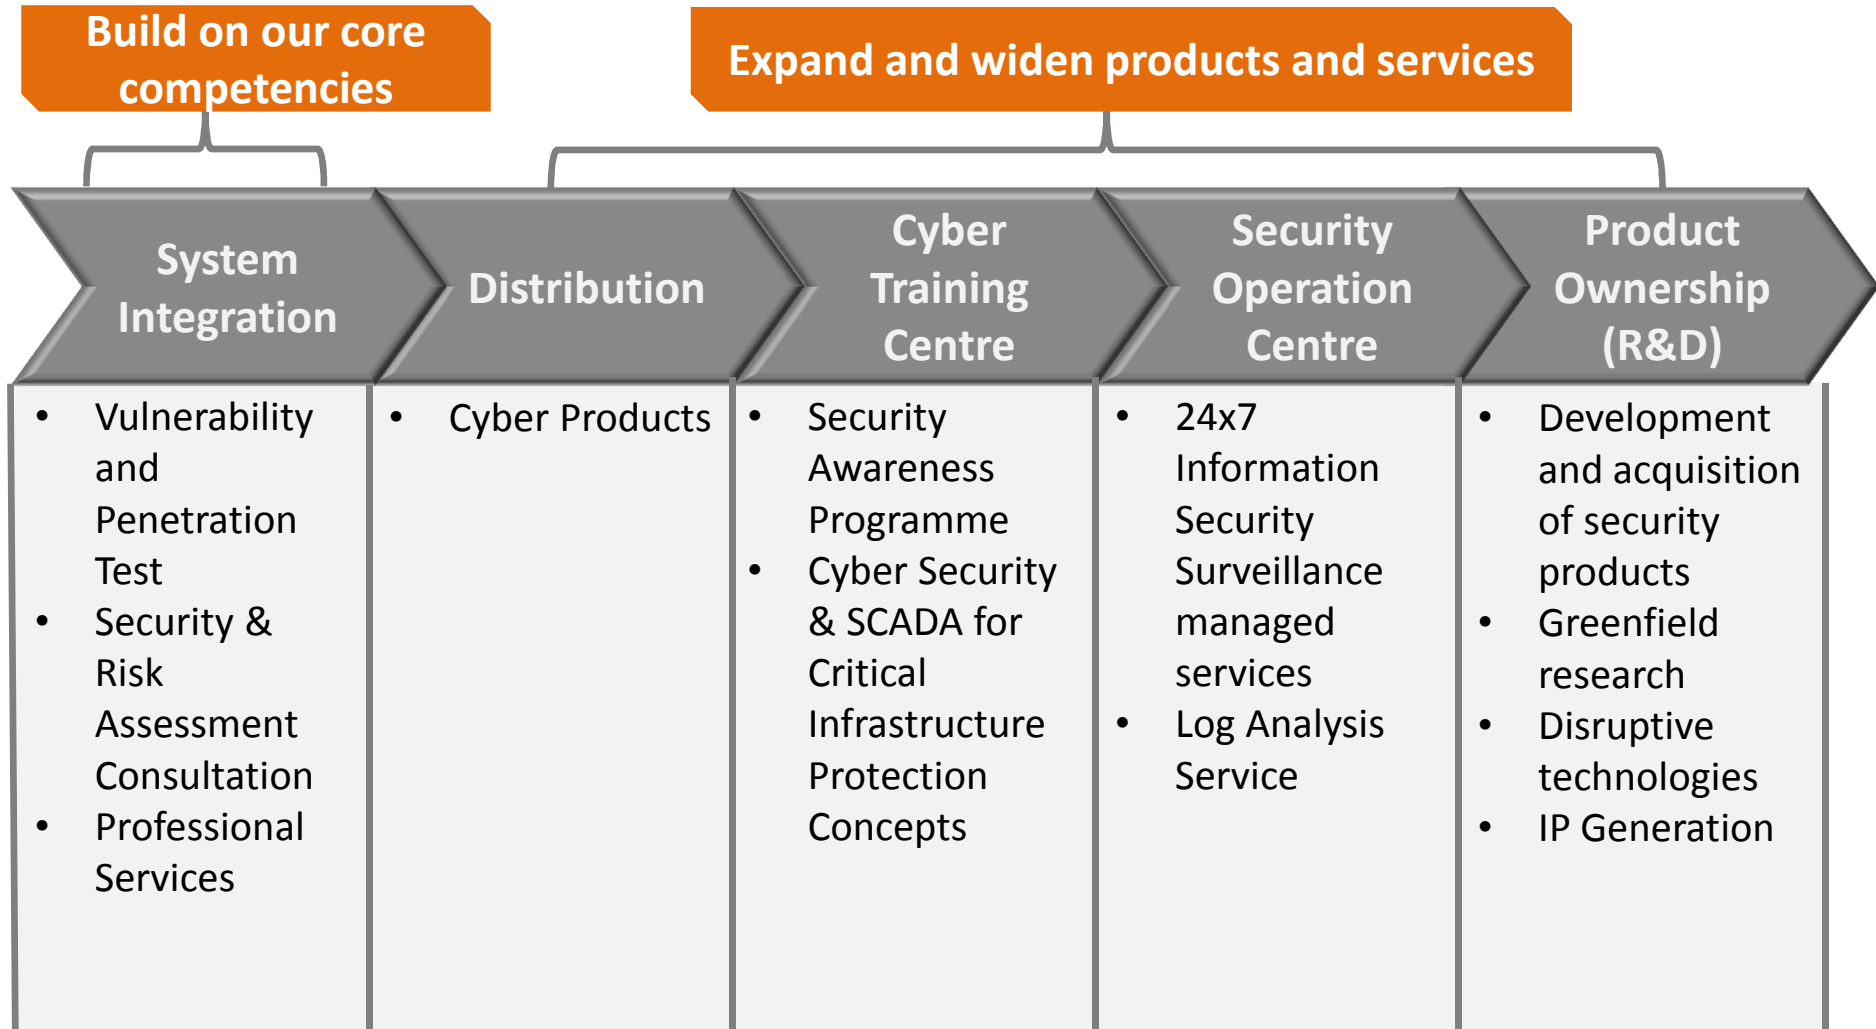 Build on our core
competencies
Expand and widen products and services
System
Integration
Distribution
Cyber
Training
Centre
Security
Operation
Centre
Product
Ownership
(R&D)
• Vulnerability
and
Penetration
Test
• Security &
Risk
Assessment
Consultation
• Professional
Services
• Cyber Products
• Security
Awareness
Programme
• Cyber Security
& SCADA for
Critical
Infrastructure
Protection
Concepts
• 24x7
Information
Security
Surveillance
managed
services
• Log Analysis
Service
• Development
and acquisition
of security
products
• Greenfield
research
• Disruptive
technologies
• IP Generation